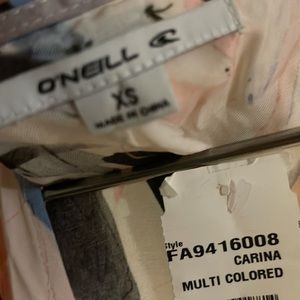 O'NEILL
XS
MADE IN CHINA
Style
FA9416008
CARINA
MULTI COLORED